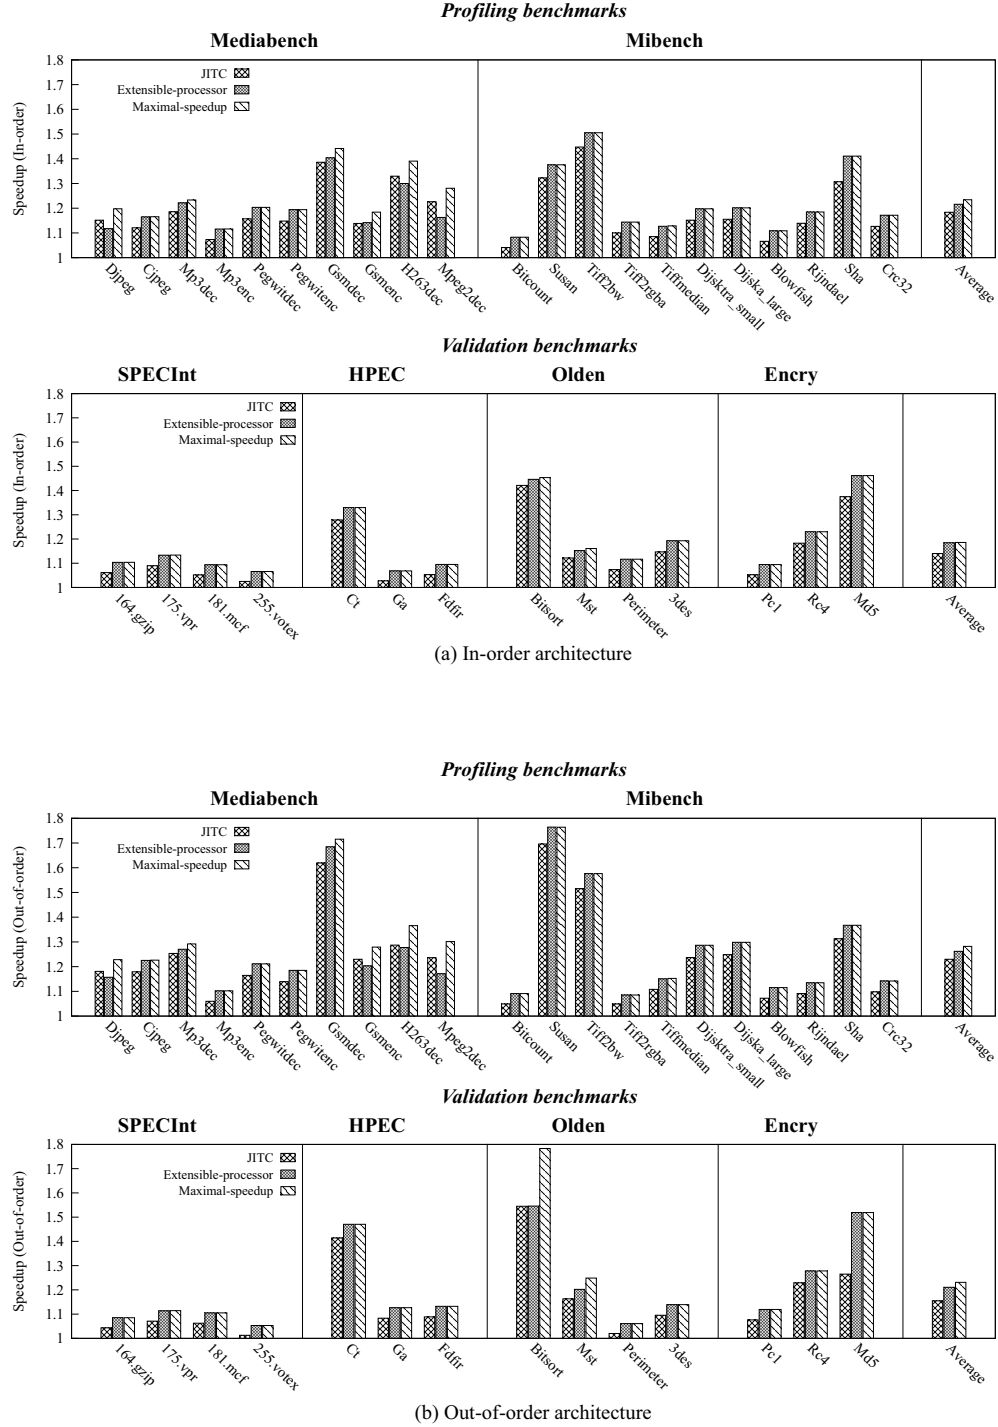 Profiling benchmarks
Mediabench Mibench
1.8
1.7
1.6
1.5
1.4
1.3
1.2
1.1
1
Speedup (In-order)
JITC
Extensible-processor
Maximal-speedup
Djpeg
Cjpeg
Mp3dec
Mp3enc
Pegwitdec
Pegwitenc
Gsmdec
Gsmenc
H263dec
Mpeg2dec
Bitcount
Susan
Tiff2bw
Tiff2rgba
Tiffmedian
Dijsktra_small
Dijska_large
Blowfish
Rijndael
Sha
Crc32
Average
Validation benchmarks
SPECInt HPEC Olden Encry
1.8
1.7
1.6
1.5
1.4
1.3
1.2
1.1
1
Speedup (In-order)
JITC
Extensible-processor
Maximal-speedup
164.gzip
175.vpr
181.mcf
255.votex
Ct
Ga
Fdfir
Bitsort
Mst
Perimeter
3des
Pc1
Rc4
Md5
Average
(a) In-order architecture
Profiling benchmarks
Mediabench Mibench
1.8
1.7
1.6
1.5
1.4
1.3
1.2
1.1
1
Speedup (Out-of-order)
JITC
Extensible-processor
Maximal-speedup
Djpeg
Cjpeg
Mp3dec
Mp3enc
Pegwitdec
Pegwitenc
Gsmdec
Gsmenc
H263dec
Mpeg2dec
Bitcount
Susan
Tiff2bw
Tiff2rgba
Tiffmedian
Dijsktra_small
Dijska_large
Blowfish
Rijndael
Sha
Crc32
Average
Validation benchmarks
SPECInt HPEC Olden Encry
1.8
1.7
1.6
1.5
1.4
1.3
1.2
1.1
1
Speedup (Out-of-order)
JITC
Extensible-processor
Maximal-speedup
164.gzip
175.vpr
181.mcf
255.votex
Ct
Ga
Fdfir
Bitsort
Mst
Perimeter
3des
Pc1
Rc4
Md5
Average
(b) Out-of-order architecture